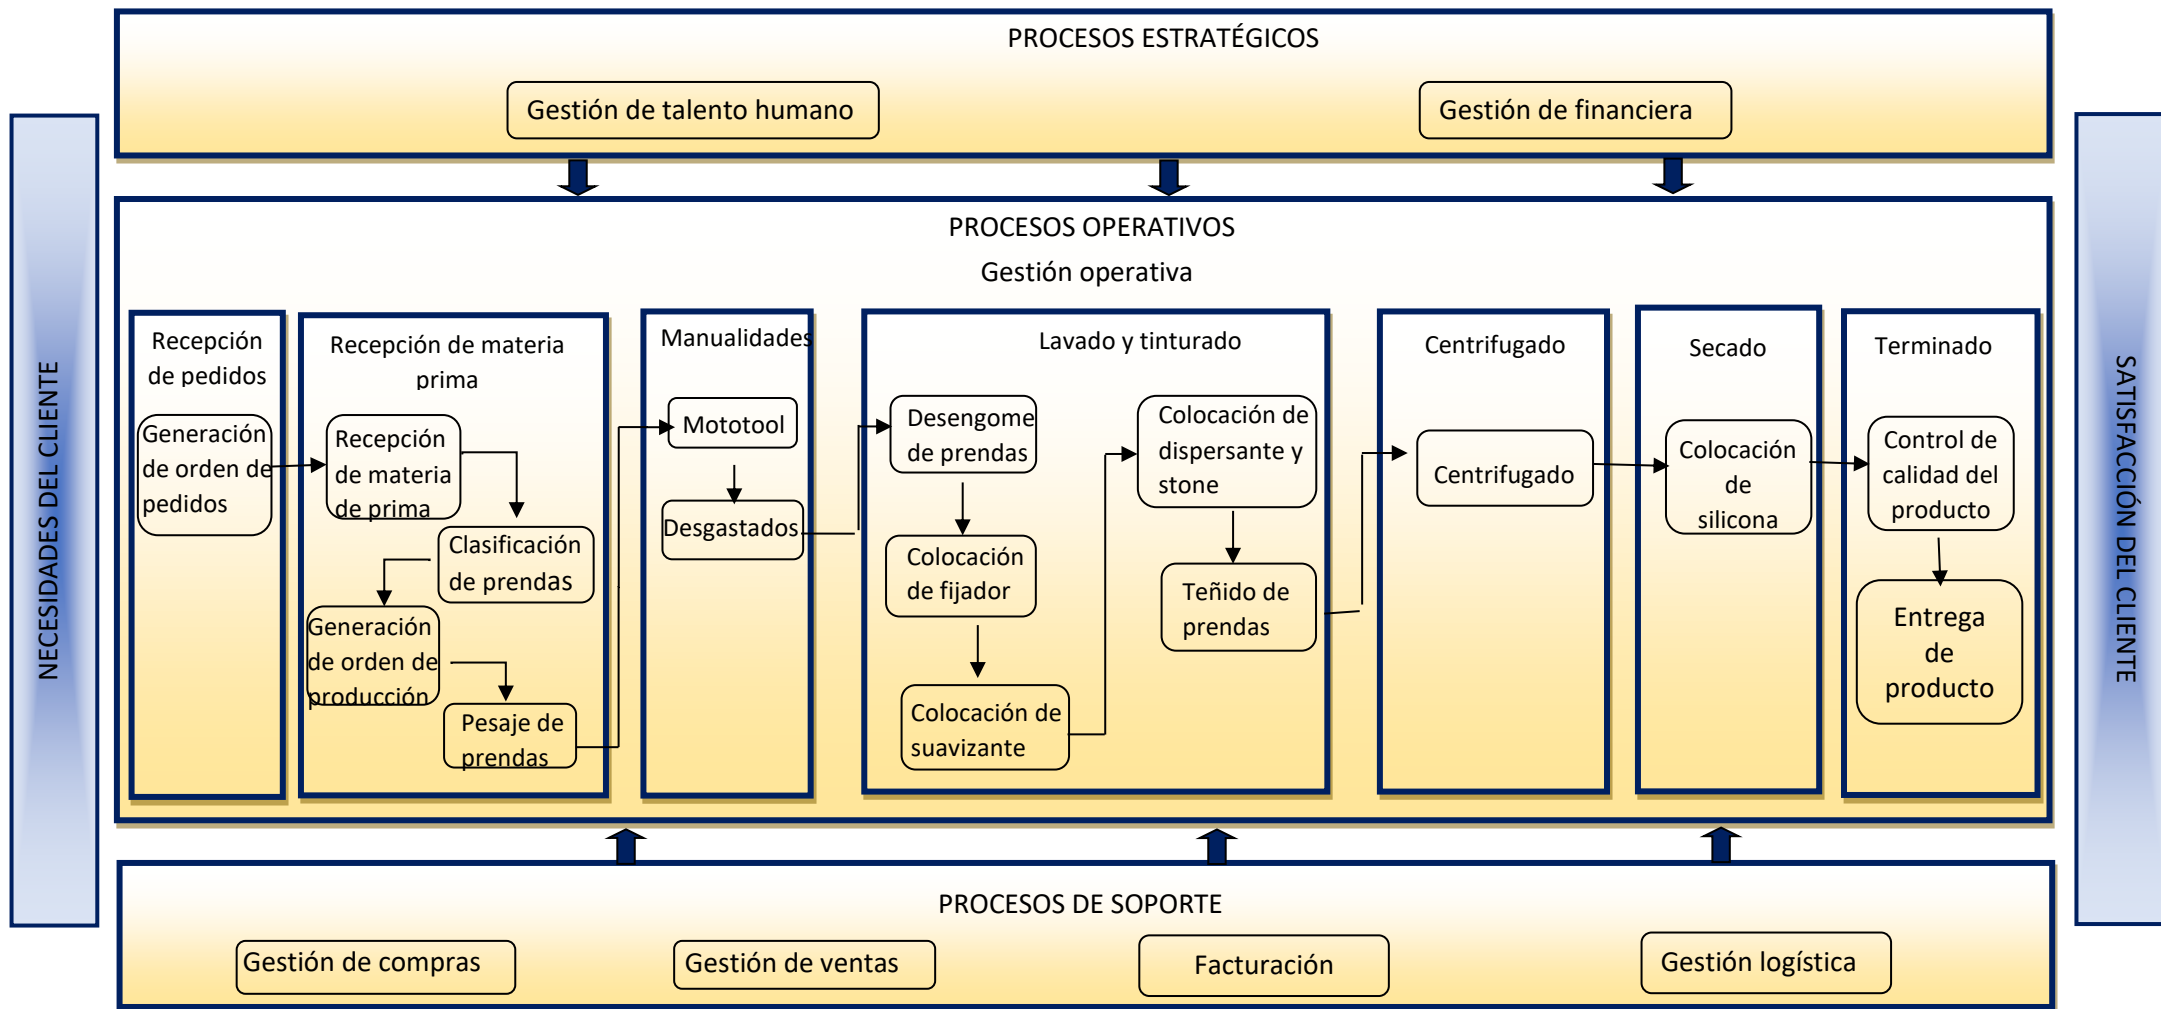 PROCESOS ESTRATÉGICOS
Gestión de talento humano
Gestión de financiera
NECESIDADES DEL CLIENTE
PROCESOS OPERATIVOS
Gestión operativa
Recepción
de pedidos
Generación
de orden de
pedidos
Recepción de materia
prima
Recepción
de materia
de prima
Clasificación
de prendas
Generación
de orden de
producción
Pesaje de
prendas
Manualidades
Mototool
Desgastados
Lavado y tinturado
Desengome
de prendas
Colocación
de fijador
Colocación de
suavizante
Colocación de
dispersante y
stone
Teñido de
prendas
Centrifugado
Centrifugado
Secado
Colocación
de
silicona
Terminado
Control de
calidad del
producto
Entrega
de
producto
SATISFACCIÓN DEL CLIENTE
PROCESOS DE SOPORTE
Gestión de compras
Gestión de ventas
Facturación
Gestión logística